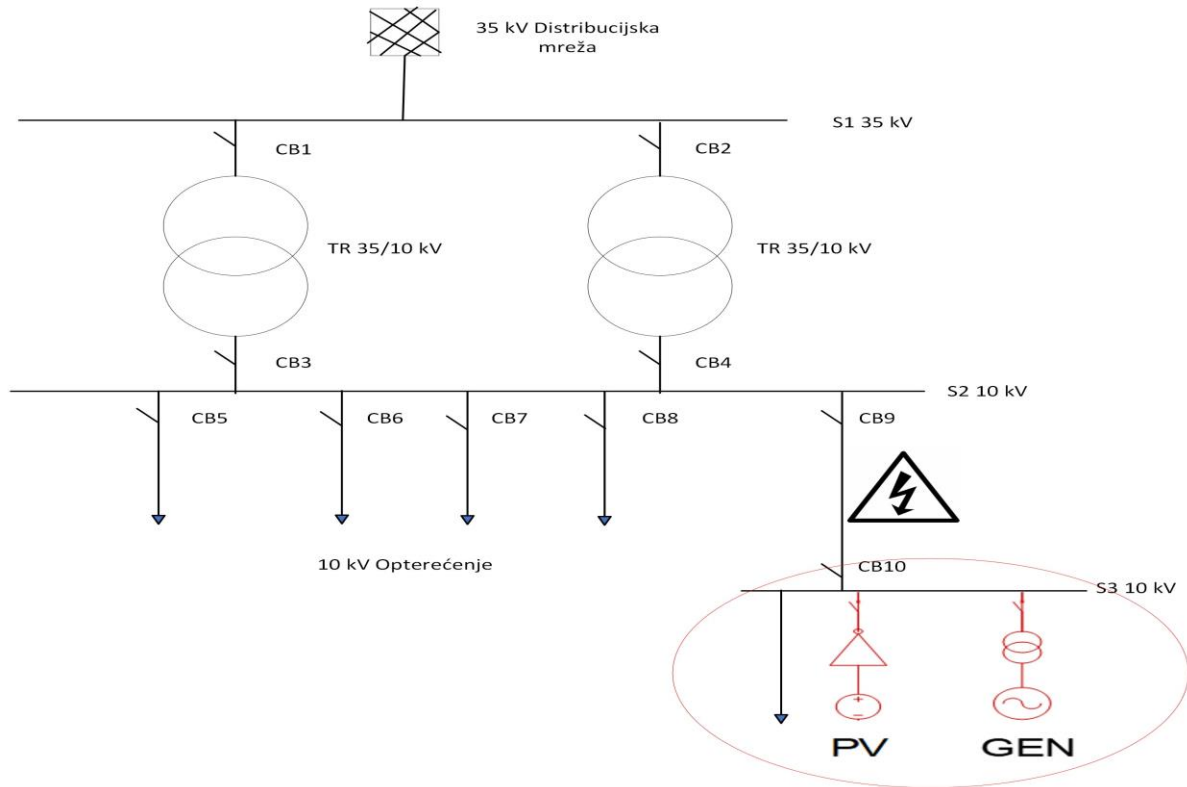 35 kV Distribucijska
mreža
S1 35 kV
CB1
CB2
TR 35/10 kV
TR 35/10 kV
CB3
CB4
S2 10 kV
CB5
CB6
CB7
CB8
CB9
10 kV Opterećenje
CB10
S3 10 kV
+
−
PV
GEN